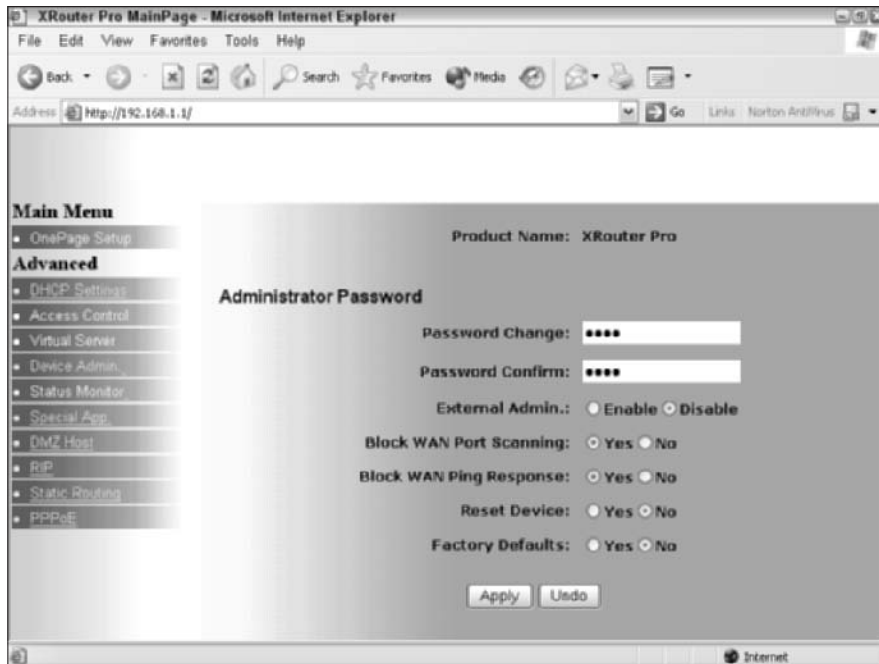 XRouter Pro MainPage - Microsoft Internet Explorer
File Edit View Favorites Tools Help
Back Search Favorites Media
Address http://192.168.1.1/ Go Links Norton AntiVirus
Main Menu
OnePage Setup
Advanced
DHCP Settings
Access Control
Virtual Server
Device Admin.
Status Monitor
Special App.
DMZ Host
RIP
Static Routing
PPPoE
Product Name: XRouter Pro
Administrator Password
Password Change: ••••
Password Confirm: ••••
External Admin.: Enable Disable
Block WAN Port Scanning: Yes No
Block WAN Ping Response: Yes No
Reset Device: Yes No
Factory Defaults: Yes No
Apply Undo
Internet